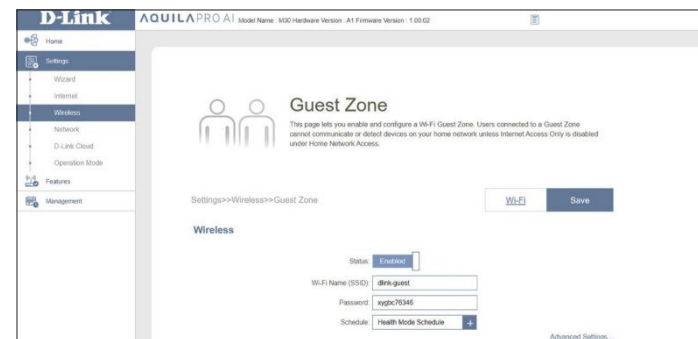 D-Link
AQUILA PRO AI Model Name : M30 Hardware Version : A1 Firmware Version : 1.00.02
Home
Settings
Wizard
Internet
Wireless
Network
D-Link Cloud
Operation Mode
Features
Management
Guest Zone
This page lets you enable and configure a Wi-Fi Guest Zone. Users connected to a Guest Zone
cannot communicate or detect devices on your home network unless Internet Access Only is disabled
under Home Network Access.
Settings>>Wireless>>Guest Zone
Wi-Fi
Save
Wireless
Status Enabled
Wi-Fi Name (SSID) dlink-guest
Password xygbc76346
Schedule Health Mode Schedule +
Advanced Settings...